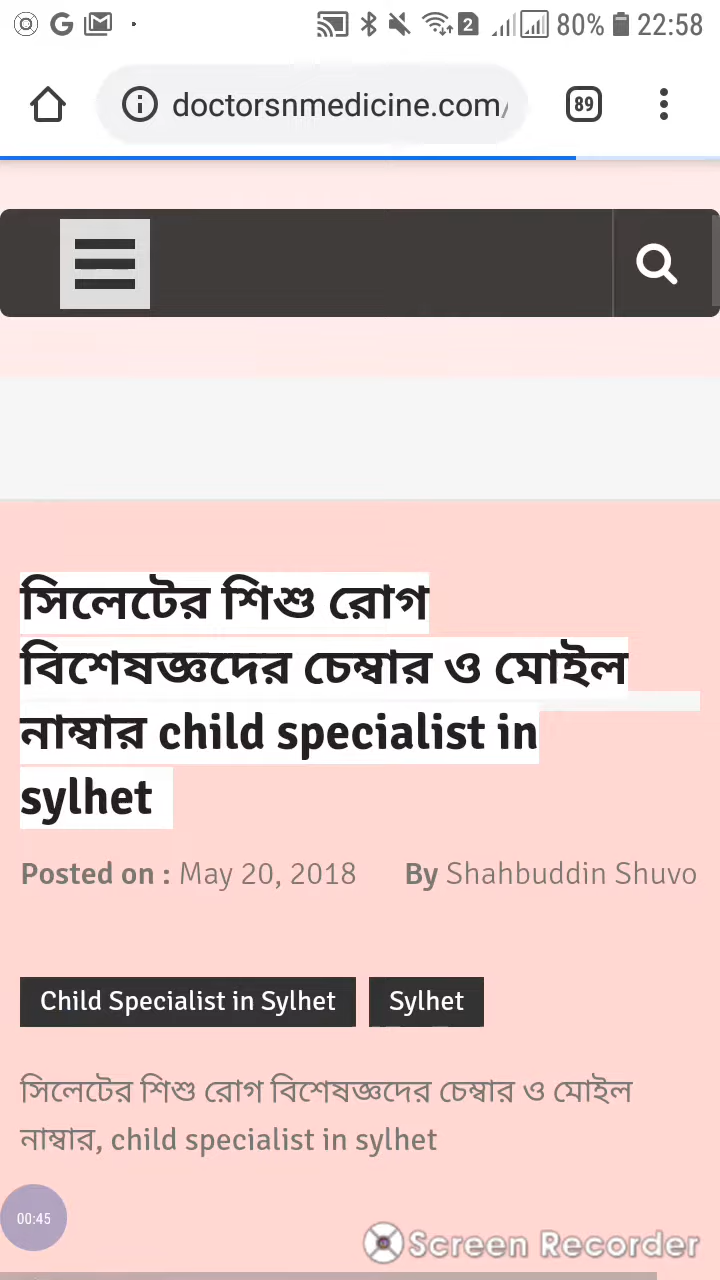 2 80% 22:58
doctorsnmedicine.com/
89
সিলেটের শিশু রোগ
বিশেষজ্ঞদের চেম্বার ও মোইল
নাম্বার child specialist in
sylhet
Posted on : May 20, 2018 By Shahbuddin Shuvo
Child Specialist in Sylhet Sylhet
সিলেটের শিশু রোগ বিশেষজ্ঞদের চেম্বার ও মোইল
নাম্বার, child specialist in sylhet
00:45
Screen Recorder